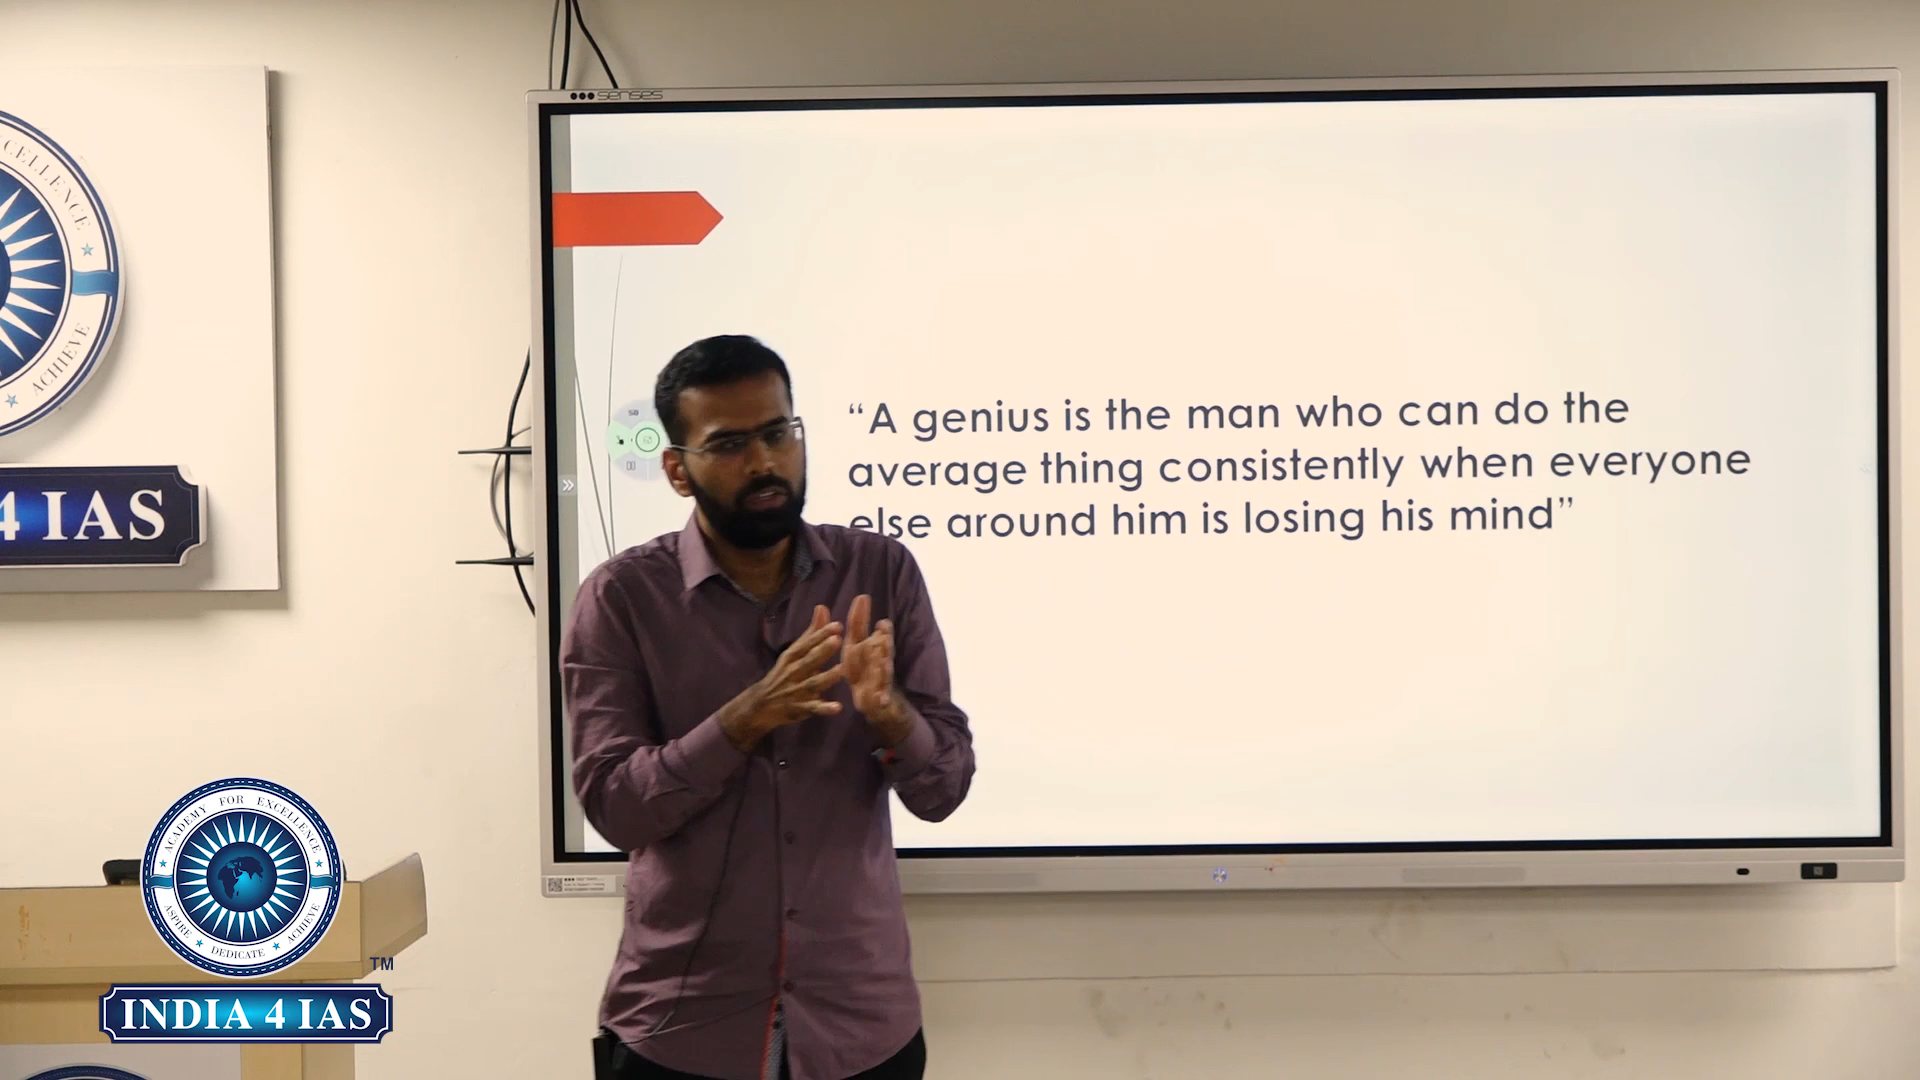 senses
EXCELLENCE
ACHIEVE
4 IAS
“A genius is the man who can do the
average thing consistently when everyone
else around him is losing his mind”
ACADEMY FOR EXCELLENCE
ASPIRE ★ DEDICATE ★ ACHIEVE
TM
INDIA 4 IAS